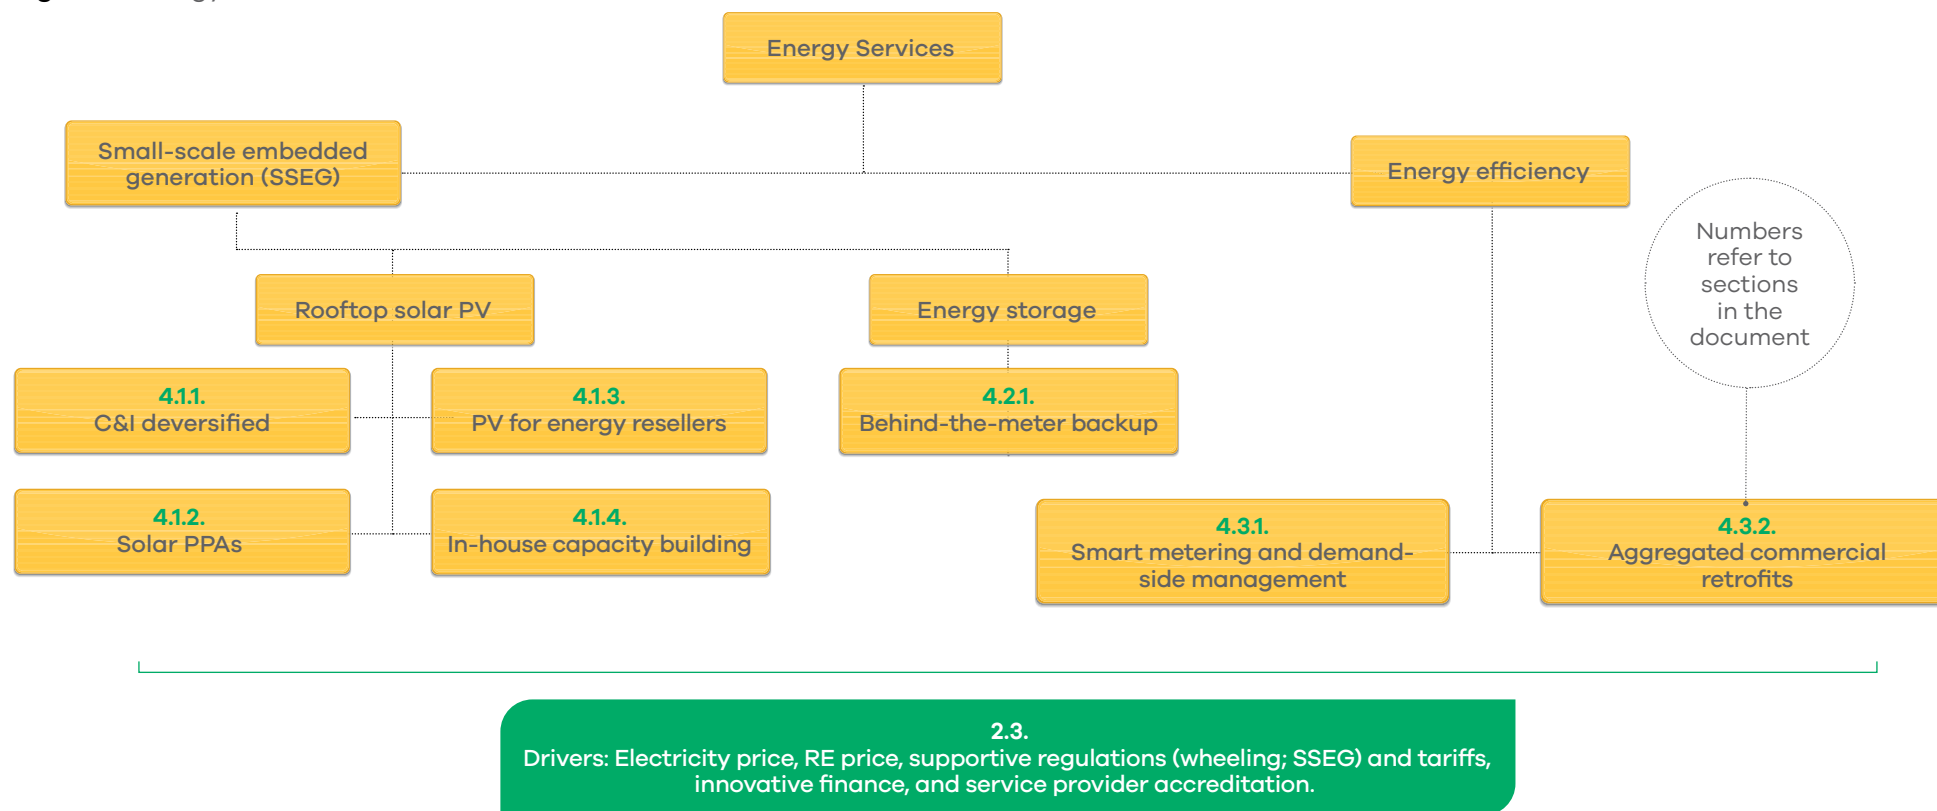 Energy Services
Small-scale embedded
generation (SSEG)
Energy efficiency
Numbers
refer to
sections
in the
document
Rooftop solar PV
Energy storage
4.1.1.
C&I deversified
4.1.3.
PV for energy resellers
4.2.1.
Behind-the-meter backup
4.1.2.
Solar PPAs
4.1.4.
In-house capacity building
4.3.1.
Smart metering and demand-
side management
4.3.2.
Aggregated commercial
retrofits
2.3.
Drivers: Electricity price, RE price, supportive regulations (wheeling; SSEG) and tariffs,
innovative finance, and service provider accreditation.